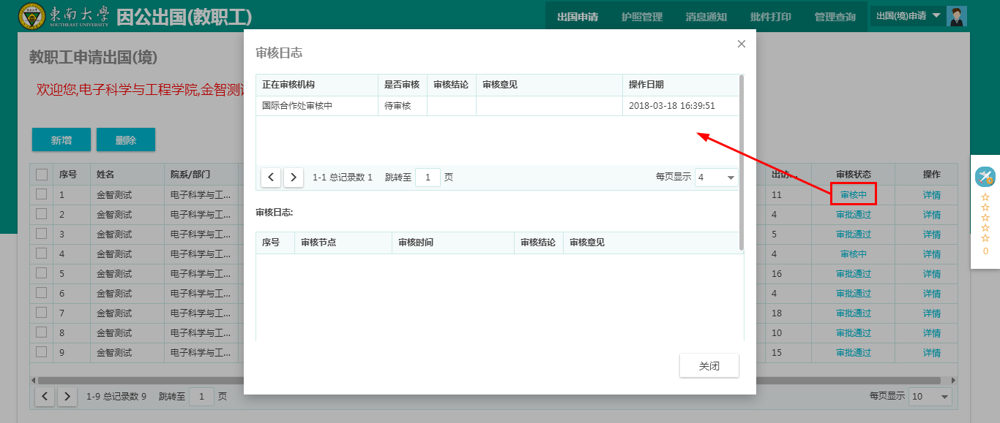 東南大學
SOUTHEAST UNIVERSITY
因公出国(教职工)
出国申请 护照管理 消息通知 批件打印 管理查询 出国(境)申请
教职工申请出国(境)
欢迎您,电子科学与工程学院,金智测试
新增 删除
审核日志
正在审核机构 是否审核 审核结论 审核意见 操作日期
国际合作处审核中 待审核 2018-03-18 16:39:51
1-1 总记录数 1 跳转至 1 页 每页显示 4
审核日志:
序号 审核节点 审核时间 审核结论 审核意见
关闭
序号 姓名 院系/部门 出访... 审核状态 操作
1 金智测试 电子科学与工... 11 审核中 详情
2 金智测试 电子科学与工... 4 审批通过 详情
3 金智测试 电子科学与工... 5 审批通过 详情
4 金智测试 电子科学与工... 4 审核中 详情
5 金智测试 电子科学与工... 16 审批通过 详情
6 金智测试 电子科学与工... 4 审批通过 详情
7 金智测试 电子科学与工... 18 审批通过 详情
8 金智测试 电子科学与工... 10 审批通过 详情
9 金智测试 电子科学与工... 15 审批通过 详情
1-9 总记录数 9 跳转至 1 页 每页显示 10
0